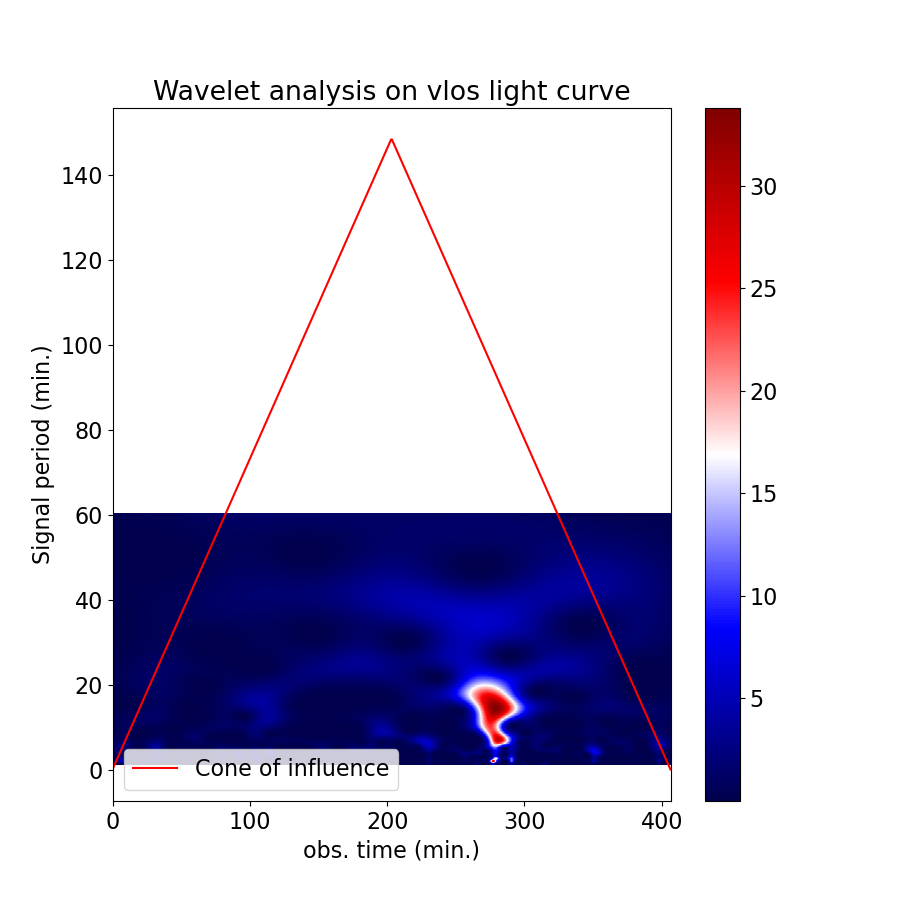 Wavelet analysis on vlos light curve
Signal period (min.)
140
120
100
80
60
40
20
0
Cone of influence
0 100 200 300 400
obs. time (min.)
30
25
20
15
10
5